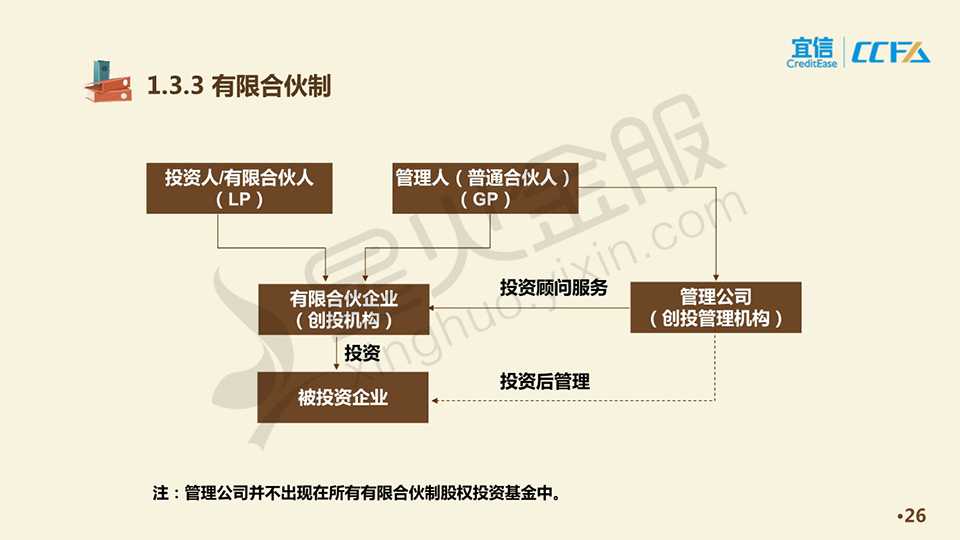 宜信
CreditEase
CCFA
1.3.3 有限合伙制
投资人/有限合伙人
（LP）
管理人（普通合伙人）
（GP）
有限合伙企业
（创投机构）
投资顾问服务
管理公司
（创投管理机构）
投资
被投资企业
投资后管理
星火金服
xinghuo.yixin.com
注：管理公司并不出现在所有有限合伙制股权投资基金中。
•26